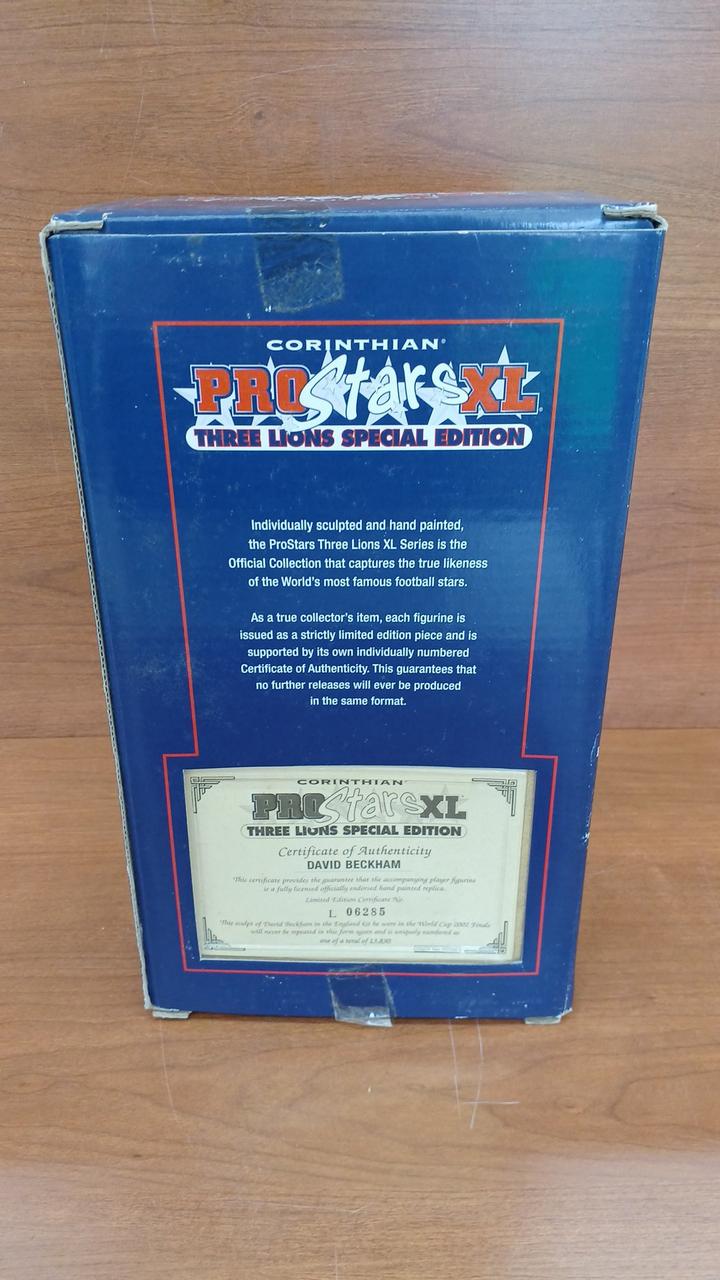 CORINTHIAN®
PROStarsXL
THREE LIONS SPECIAL EDITION
Individually sculpted and hand painted,
the ProStars Three Lions XL Series is the
Official Collection that captures the true likeness
of the World's most famous football stars.
As a true collector's item, each figurine is
issued as a strictly limited edition piece and is
supported by its own individually numbered
Certificate of Authenticity. This guarantees that
no further releases will ever be produced
in the same format.
CORINTHIAN
PROStarsXL
THREE LIONS SPECIAL EDITION
Certificate of Authenticity
DAVID BECKHAM
This certificate provides the guarantee that the accompanying player figurine
is a fully licensed officially endorsed hand painted replica.
Limited Edition Certificate No.
L 06285
This sculpt of David Beckham in the England kit he wore in the World Cup 2002 Finals
will never be repeated in this form again and is uniquely numbered as
one of a total of